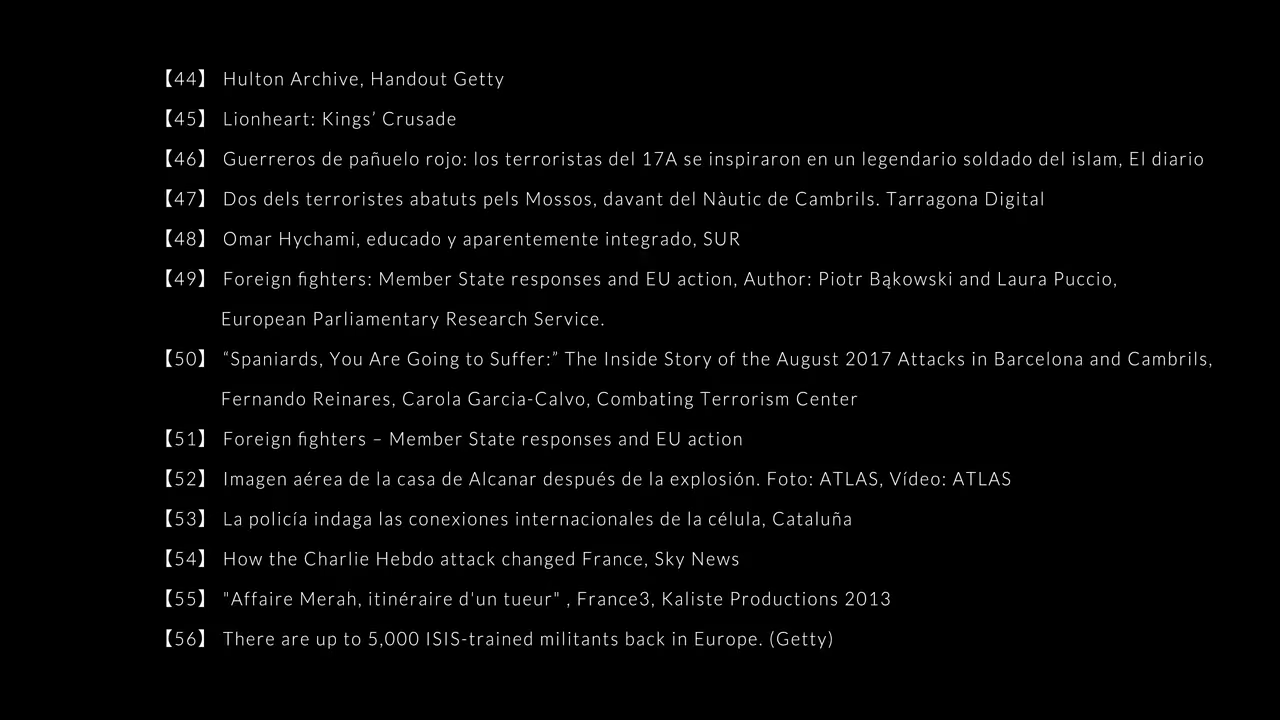 【44】 Hulton Archive, Handout Getty
【45】 Lionheart: Kings’ Crusade
【46】 Guerreros de pañuelo rojo: los terroristas del 17A se inspiraron en un legendario soldado del islam, El diario
【47】 Dos dels terroristes abatuts pels Mossos, davant del Nàutic de Cambrils. Tarragona Digital
【48】 Omar Hychami, educado y aparentemente integrado, SUR
【49】 Foreign fighters: Member State responses and EU action, Author: Piotr Bąkowski and Laura Puccio,
European Parliamentary Research Service.
【50】 “Spaniards, You Are Going to Suffer:” The Inside Story of the August 2017 Attacks in Barcelona and Cambrils,
Fernando Reinares, Carola Garcia-Calvo, Combating Terrorism Center
【51】 Foreign fighters – Member State responses and EU action
【52】 Imagen aérea de la casa de Alcanar después de la explosión. Foto: ATLAS, Vídeo: ATLAS
【53】 La policía indaga las conexiones internacionales de la célula, Cataluña
【54】 How the Charlie Hebdo attack changed France, Sky News
【55】 "Affaire Merah, itinéraire d'un tueur" , France3, Kaliste Productions 2013
【56】 There are up to 5,000 ISIS-trained militants back in Europe. (Getty)